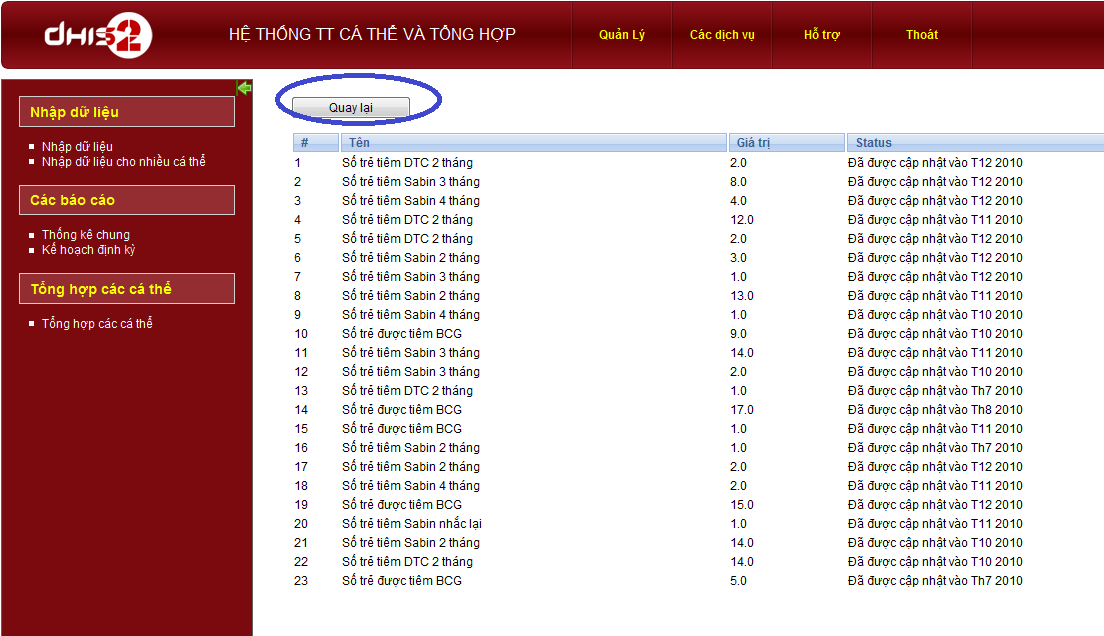 dHIS2
HỆ THỐNG TT CÁ THỂ VÀ TỔNG HỢP
Quản Lý
Các dịch vụ
Hỗ trợ
Thoát
Nhập dữ liệu
Nhập dữ liệu
Nhập dữ liệu cho nhiều cá thể
Các báo cáo
Thống kê chung
Kế hoạch định kỳ
Tổng hợp các cá thể
Tổng hợp các cá thể
Quay lại
# Tên Giá trị Status
1 Số trẻ tiêm DTC 2 tháng 2.0 Đã được cập nhật vào T12 2010
2 Số trẻ tiêm Sabin 3 tháng 8.0 Đã được cập nhật vào T12 2010
3 Số trẻ tiêm Sabin 4 tháng 4.0 Đã được cập nhật vào T12 2010
4 Số trẻ tiêm DTC 2 tháng 12.0 Đã được cập nhật vào T11 2010
5 Số trẻ tiêm DTC 2 tháng 2.0 Đã được cập nhật vào T12 2010
6 Số trẻ tiêm Sabin 2 tháng 3.0 Đã được cập nhật vào T12 2010
7 Số trẻ tiêm Sabin 3 tháng 1.0 Đã được cập nhật vào T12 2010
8 Số trẻ tiêm Sabin 2 tháng 13.0 Đã được cập nhật vào T11 2010
9 Số trẻ tiêm Sabin 4 tháng 1.0 Đã được cập nhật vào T10 2010
10 Số trẻ được tiêm BCG 9.0 Đã được cập nhật vào T10 2010
11 Số trẻ tiêm Sabin 3 tháng 14.0 Đã được cập nhật vào T11 2010
12 Số trẻ tiêm Sabin 3 tháng 2.0 Đã được cập nhật vào T10 2010
13 Số trẻ tiêm DTC 2 tháng 1.0 Đã được cập nhật vào Th7 2010
14 Số trẻ được tiêm BCG 17.0 Đã được cập nhật vào Th8 2010
15 Số trẻ được tiêm BCG 1.0 Đã được cập nhật vào T11 2010
16 Số trẻ tiêm Sabin 2 tháng 1.0 Đã được cập nhật vào Th7 2010
17 Số trẻ tiêm Sabin 2 tháng 2.0 Đã được cập nhật vào T12 2010
18 Số trẻ tiêm Sabin 4 tháng 2.0 Đã được cập nhật vào T11 2010
19 Số trẻ được tiêm BCG 15.0 Đã được cập nhật vào T12 2010
20 Số trẻ tiêm Sabin nhắc lại 1.0 Đã được cập nhật vào T11 2010
21 Số trẻ tiêm Sabin 2 tháng 14.0 Đã được cập nhật vào T10 2010
22 Số trẻ tiêm DTC 2 tháng 14.0 Đã được cập nhật vào T10 2010
23 Số trẻ được tiêm BCG 5.0 Đã được cập nhật vào Th7 2010